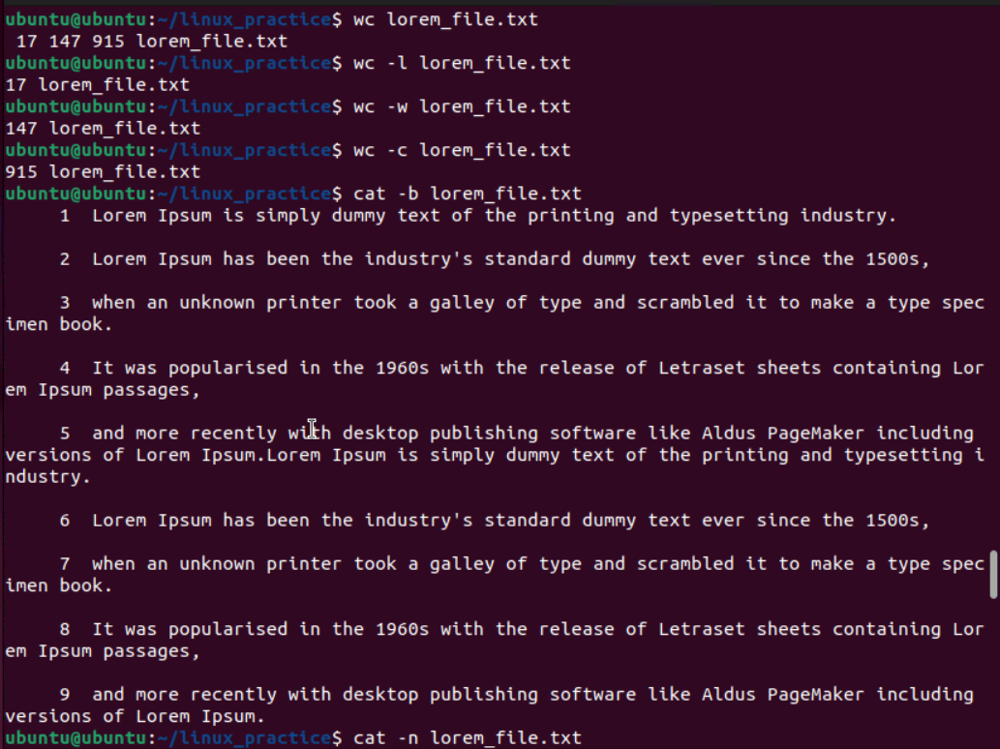 ubuntu@ubuntu:~/linux_practice$ wc lorem_file.txt
 17 147 915 lorem_file.txt
ubuntu@ubuntu:~/linux_practice$ wc -l lorem_file.txt
17 lorem_file.txt
ubuntu@ubuntu:~/linux_practice$ wc -w lorem_file.txt
147 lorem_file.txt
ubuntu@ubuntu:~/linux_practice$ wc -c lorem_file.txt
915 lorem_file.txt
ubuntu@ubuntu:~/linux_practice$ cat -b lorem_file.txt
     1  Lorem Ipsum is simply dummy text of the printing and typesetting industry.
     2  Lorem Ipsum has been the industry's standard dummy text ever since the 1500s,
     3  when an unknown printer took a galley of type and scrambled it to make a type spec
imen book.
     4  It was popularised in the 1960s with the release of Letraset sheets containing Lor
em Ipsum passages,
     5  and more recently with desktop publishing software like Aldus PageMaker including
versions of Lorem Ipsum.Lorem Ipsum is simply dummy text of the printing and typesetting i
ndustry.
     6  Lorem Ipsum has been the industry's standard dummy text ever since the 1500s,
     7  when an unknown printer took a galley of type and scrambled it to make a type spec
imen book.
     8  It was popularised in the 1960s with the release of Letraset sheets containing Lor
em Ipsum passages,
     9  and more recently with desktop publishing software like Aldus PageMaker including
versions of Lorem Ipsum.
ubuntu@ubuntu:~/linux_practice$ cat -n lorem_file.txt